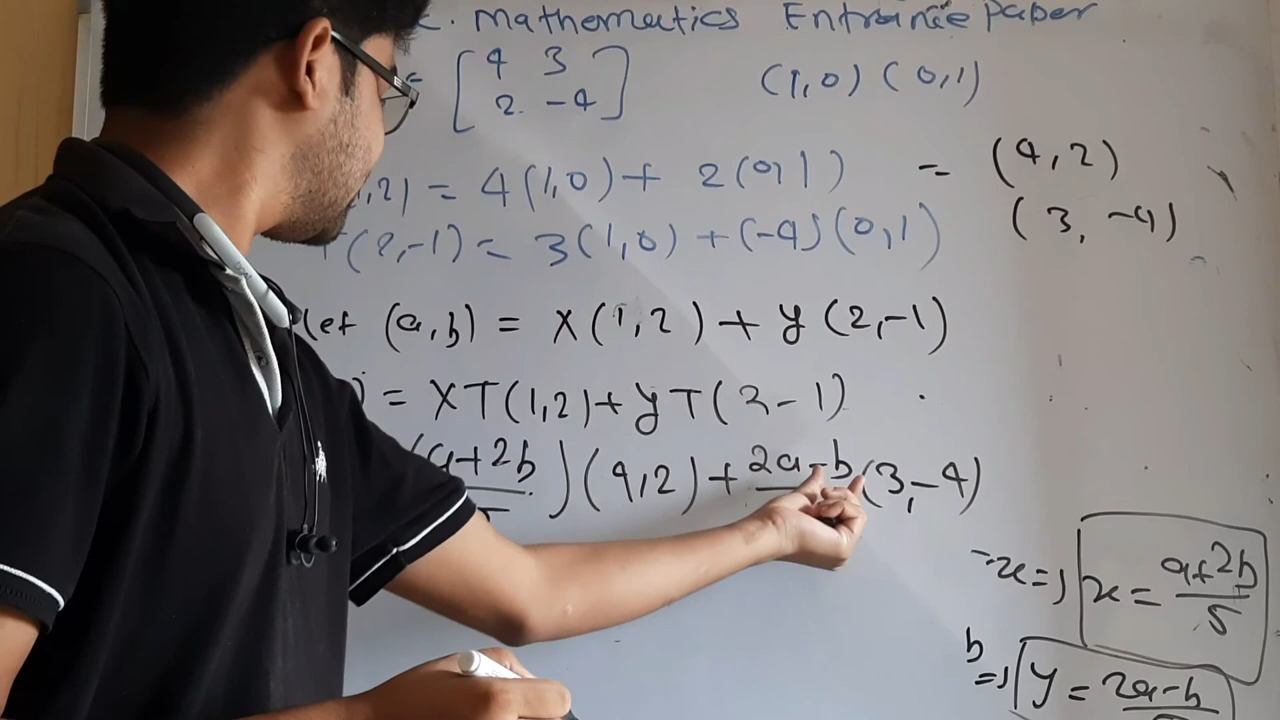 Mathematics Entrance Paper
= [4 3
2 -4] (1,0) (0,1)
,2) = 4(1,0) + 2(0,1) = (4,2)
T(2,-1) = 3(1,0) + (-4)(0,1) (3,-4)
let (a,b) = x(1,2) + y(2,-1)
) = xT(1,2) + yT(2-1)
(a+2b)(4,2) + 2a-b (3,-4)
x = a+2b
5
b
y = 2a-b